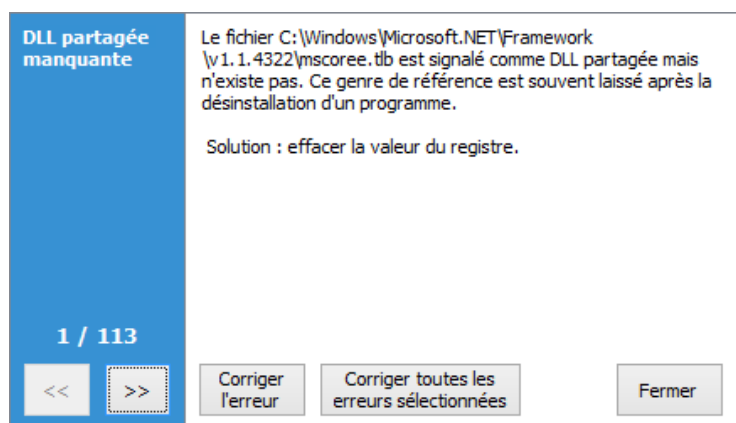 DLL partagée
manquante
Le fichier C:\Windows\Microsoft.NET\Framework
\v1.1.4322\mscoree.tlb est signalé comme DLL partagée mais
n'existe pas. Ce genre de référence est souvent laissé après la
désinstallation d'un programme.
Solution : effacer la valeur du registre.
1 / 113
<<
>>
Corriger
l'erreur
Corriger toutes les
erreurs sélectionnées
Fermer